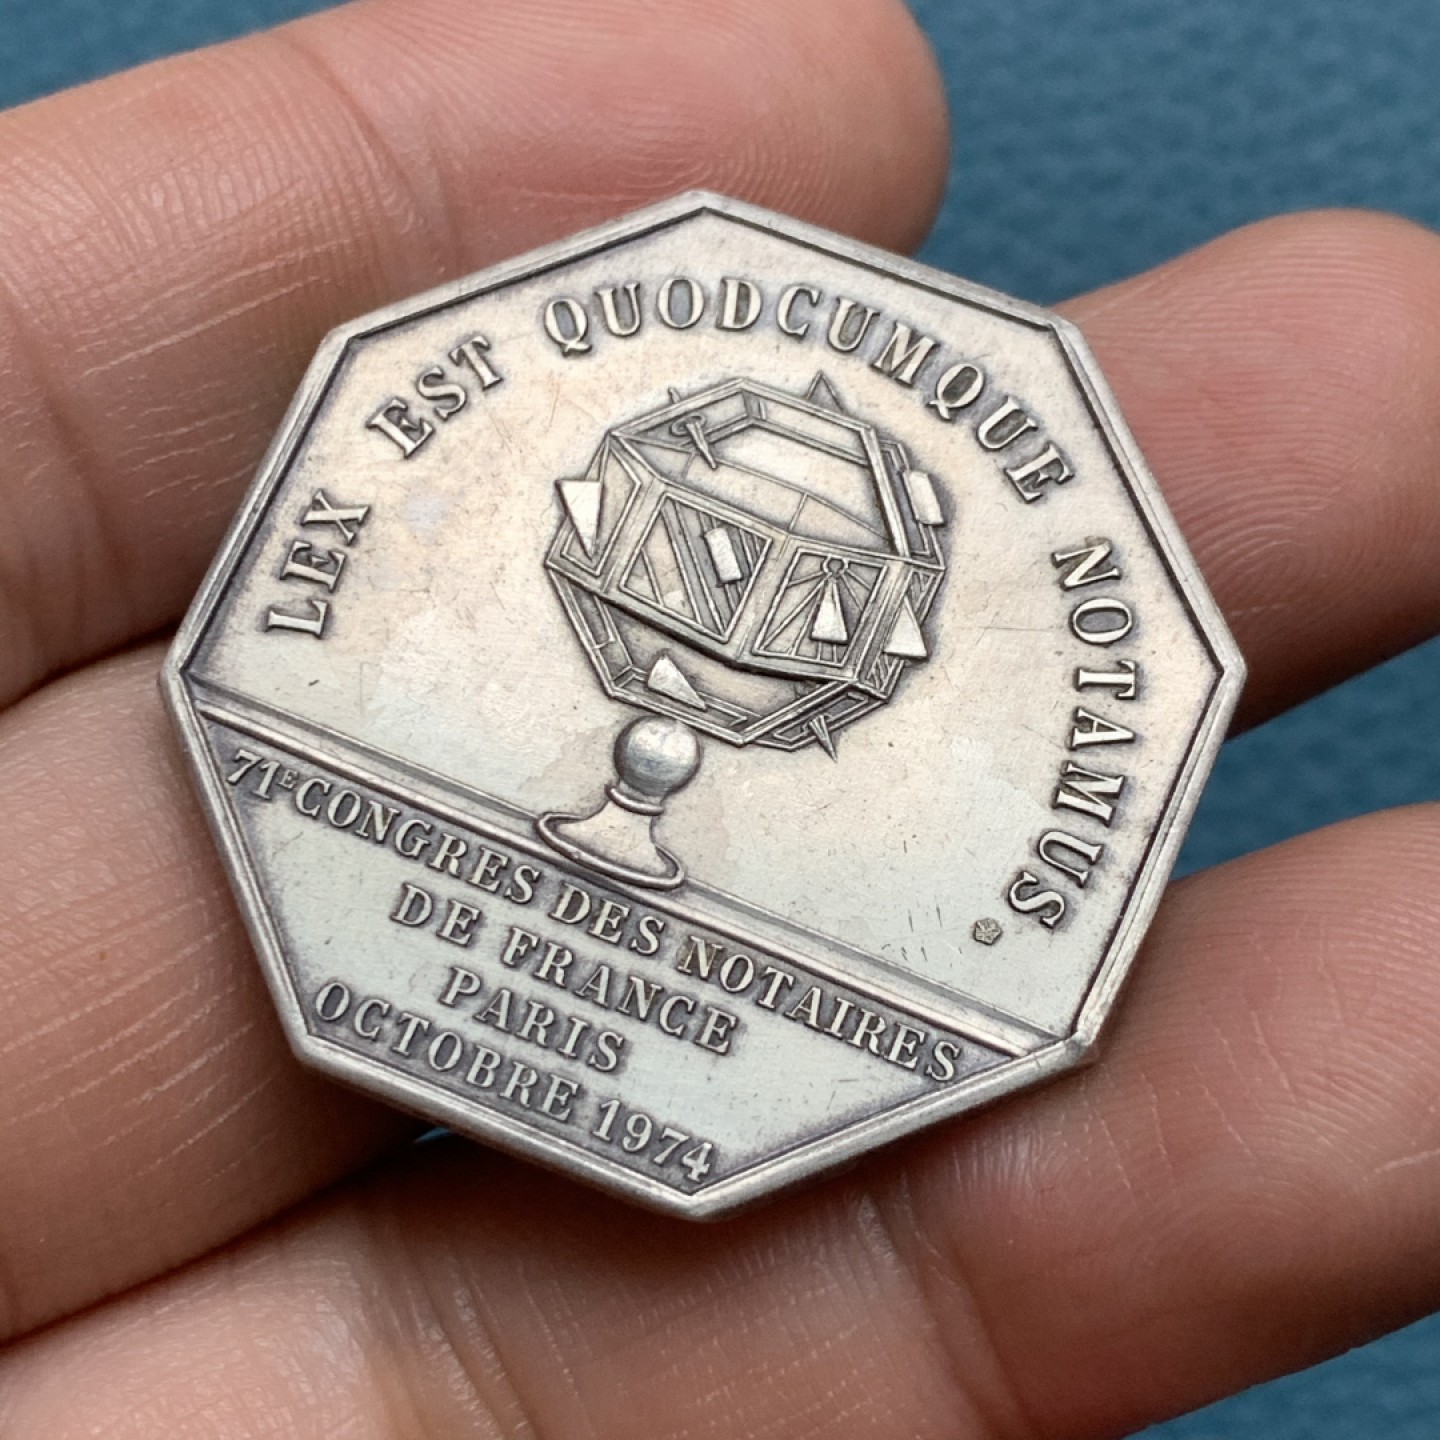 LEX EST QUODCUMQUE NOTAMUS.
71E CONGRES DES NOTAIRES
DE FRANCE
PARIS
OCTOBRE 1974